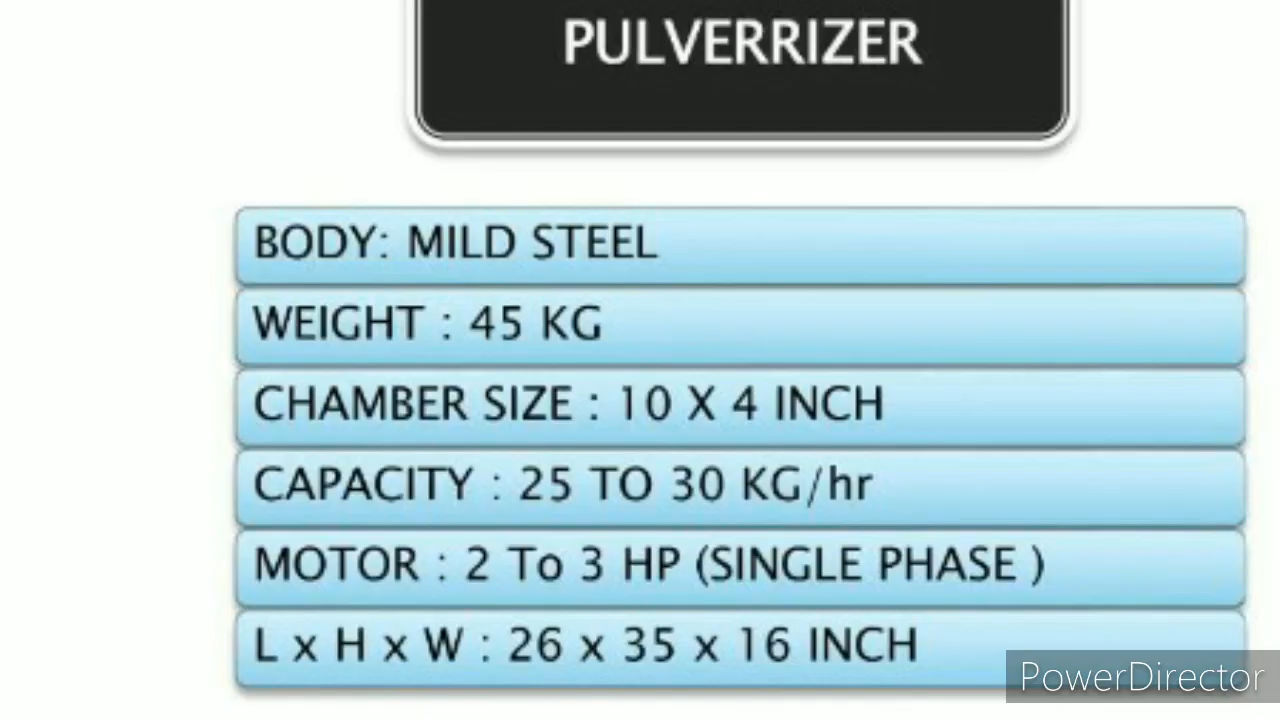 PULVERRIZER
BODY: MILD STEEL
WEIGHT : 45 KG
CHAMBER SIZE : 10 X 4 INCH
CAPACITY : 25 TO 30 KG/hr
MOTOR : 2 To 3 HP (SINGLE PHASE )
L x H x W : 26 x 35 x 16 INCH
PowerDirector